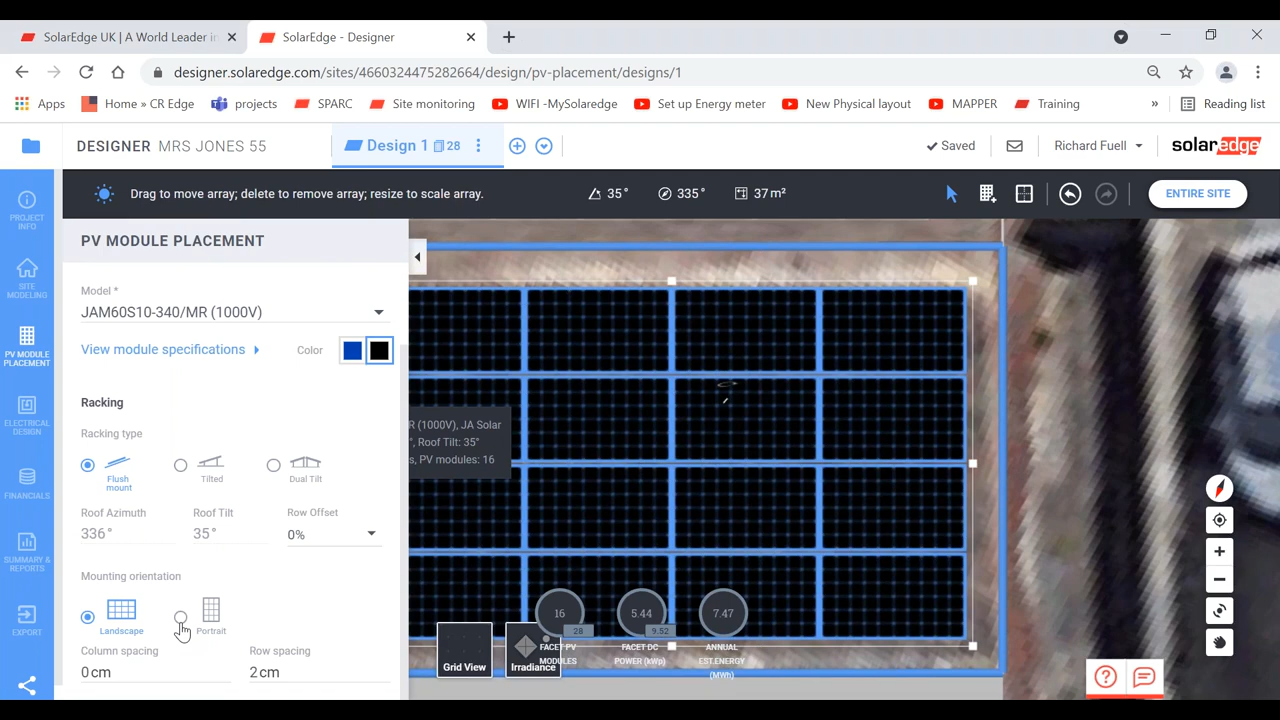 SolarEdge UK | A World Leader in
SolarEdge - Designer
designer.solaredge.com/sites/4660324475282664/design/pv-placement/designs/1
Apps
Home » CR Edge
projects
SPARC
Site monitoring
WIFI -MySolaredge
Set up Energy meter
New Physical layout
MAPPER
Training
»
Reading list
DESIGNER MRS JONES 55
Design 1 28
Saved
Richard Fuell
solaredge
Drag to move array; delete to remove array; resize to scale array.
35°
335°
37 m²
ENTIRE SITE
PROJECT
INFO
SITE
MODELING
PV MODULE
PLACEMENT
ELECTRICAL
DESIGN
FINANCIALS
SUMMARY &
REPORTS
EXPORT
PV MODULE PLACEMENT
Model *
JAM60S10-340/MR (1000V)
View module specifications
Color
Racking
Racking type
Flush
mount
Tilted
Dual Tilt
Roof Azimuth
Roof Tilt
Row Offset
336°
35°
0%
Mounting orientation
Landscape
Portrait
Column spacing
Row spacing
0cm
2cm
R (1000V), JA Solar
°, Roof Tilt: 35°
s, PV modules: 16
Grid View
Irradiance
16
28
FACET PV
MODULES
5.44
9.52
FACET DC
POWER (kWp)
7.47
ANNUAL
EST.ENERGY
(MWh)